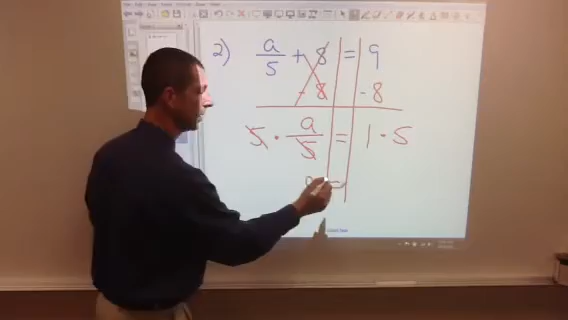 2) a/5 + 8 = 9
- 8 - 8
5 · a/5 = 1 · 5
a =